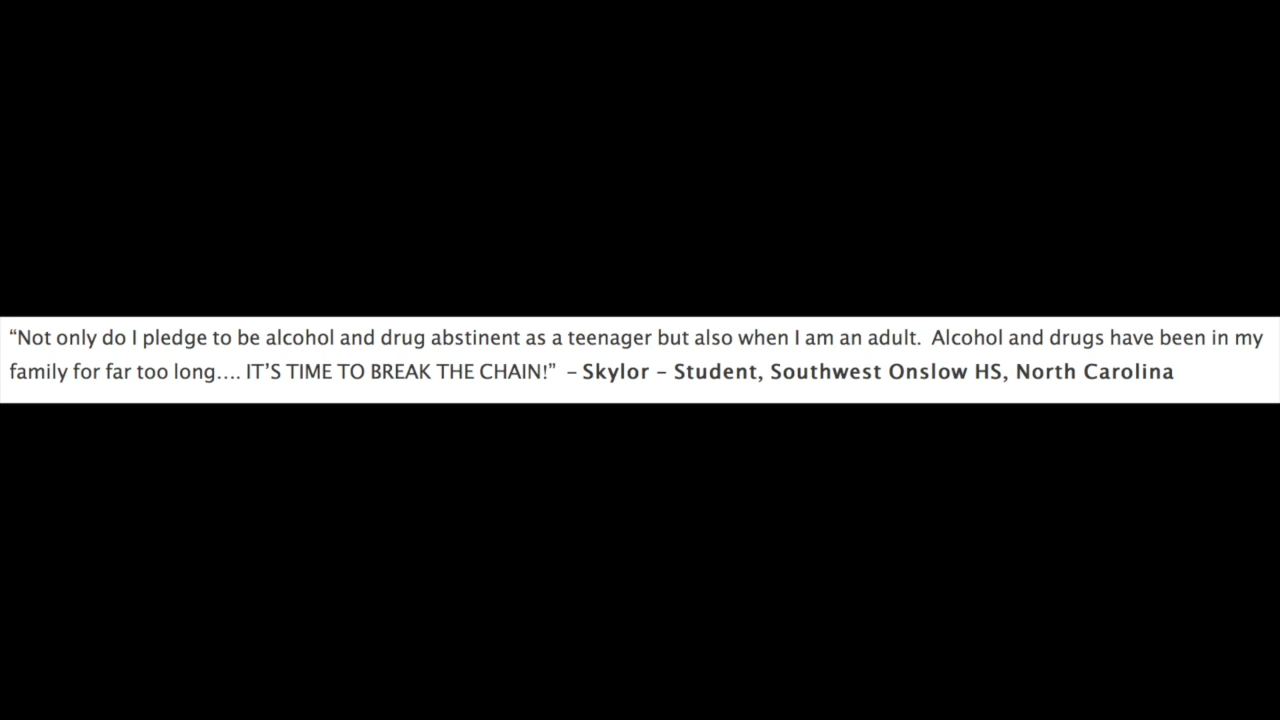 “Not only do I pledge to be alcohol and drug abstinent as a teenager but also when I am an adult.  Alcohol and drugs have been in my
family for far too long…. IT’S TIME TO BREAK THE CHAIN!”  – Skylor – Student, Southwest Onslow HS, North Carolina